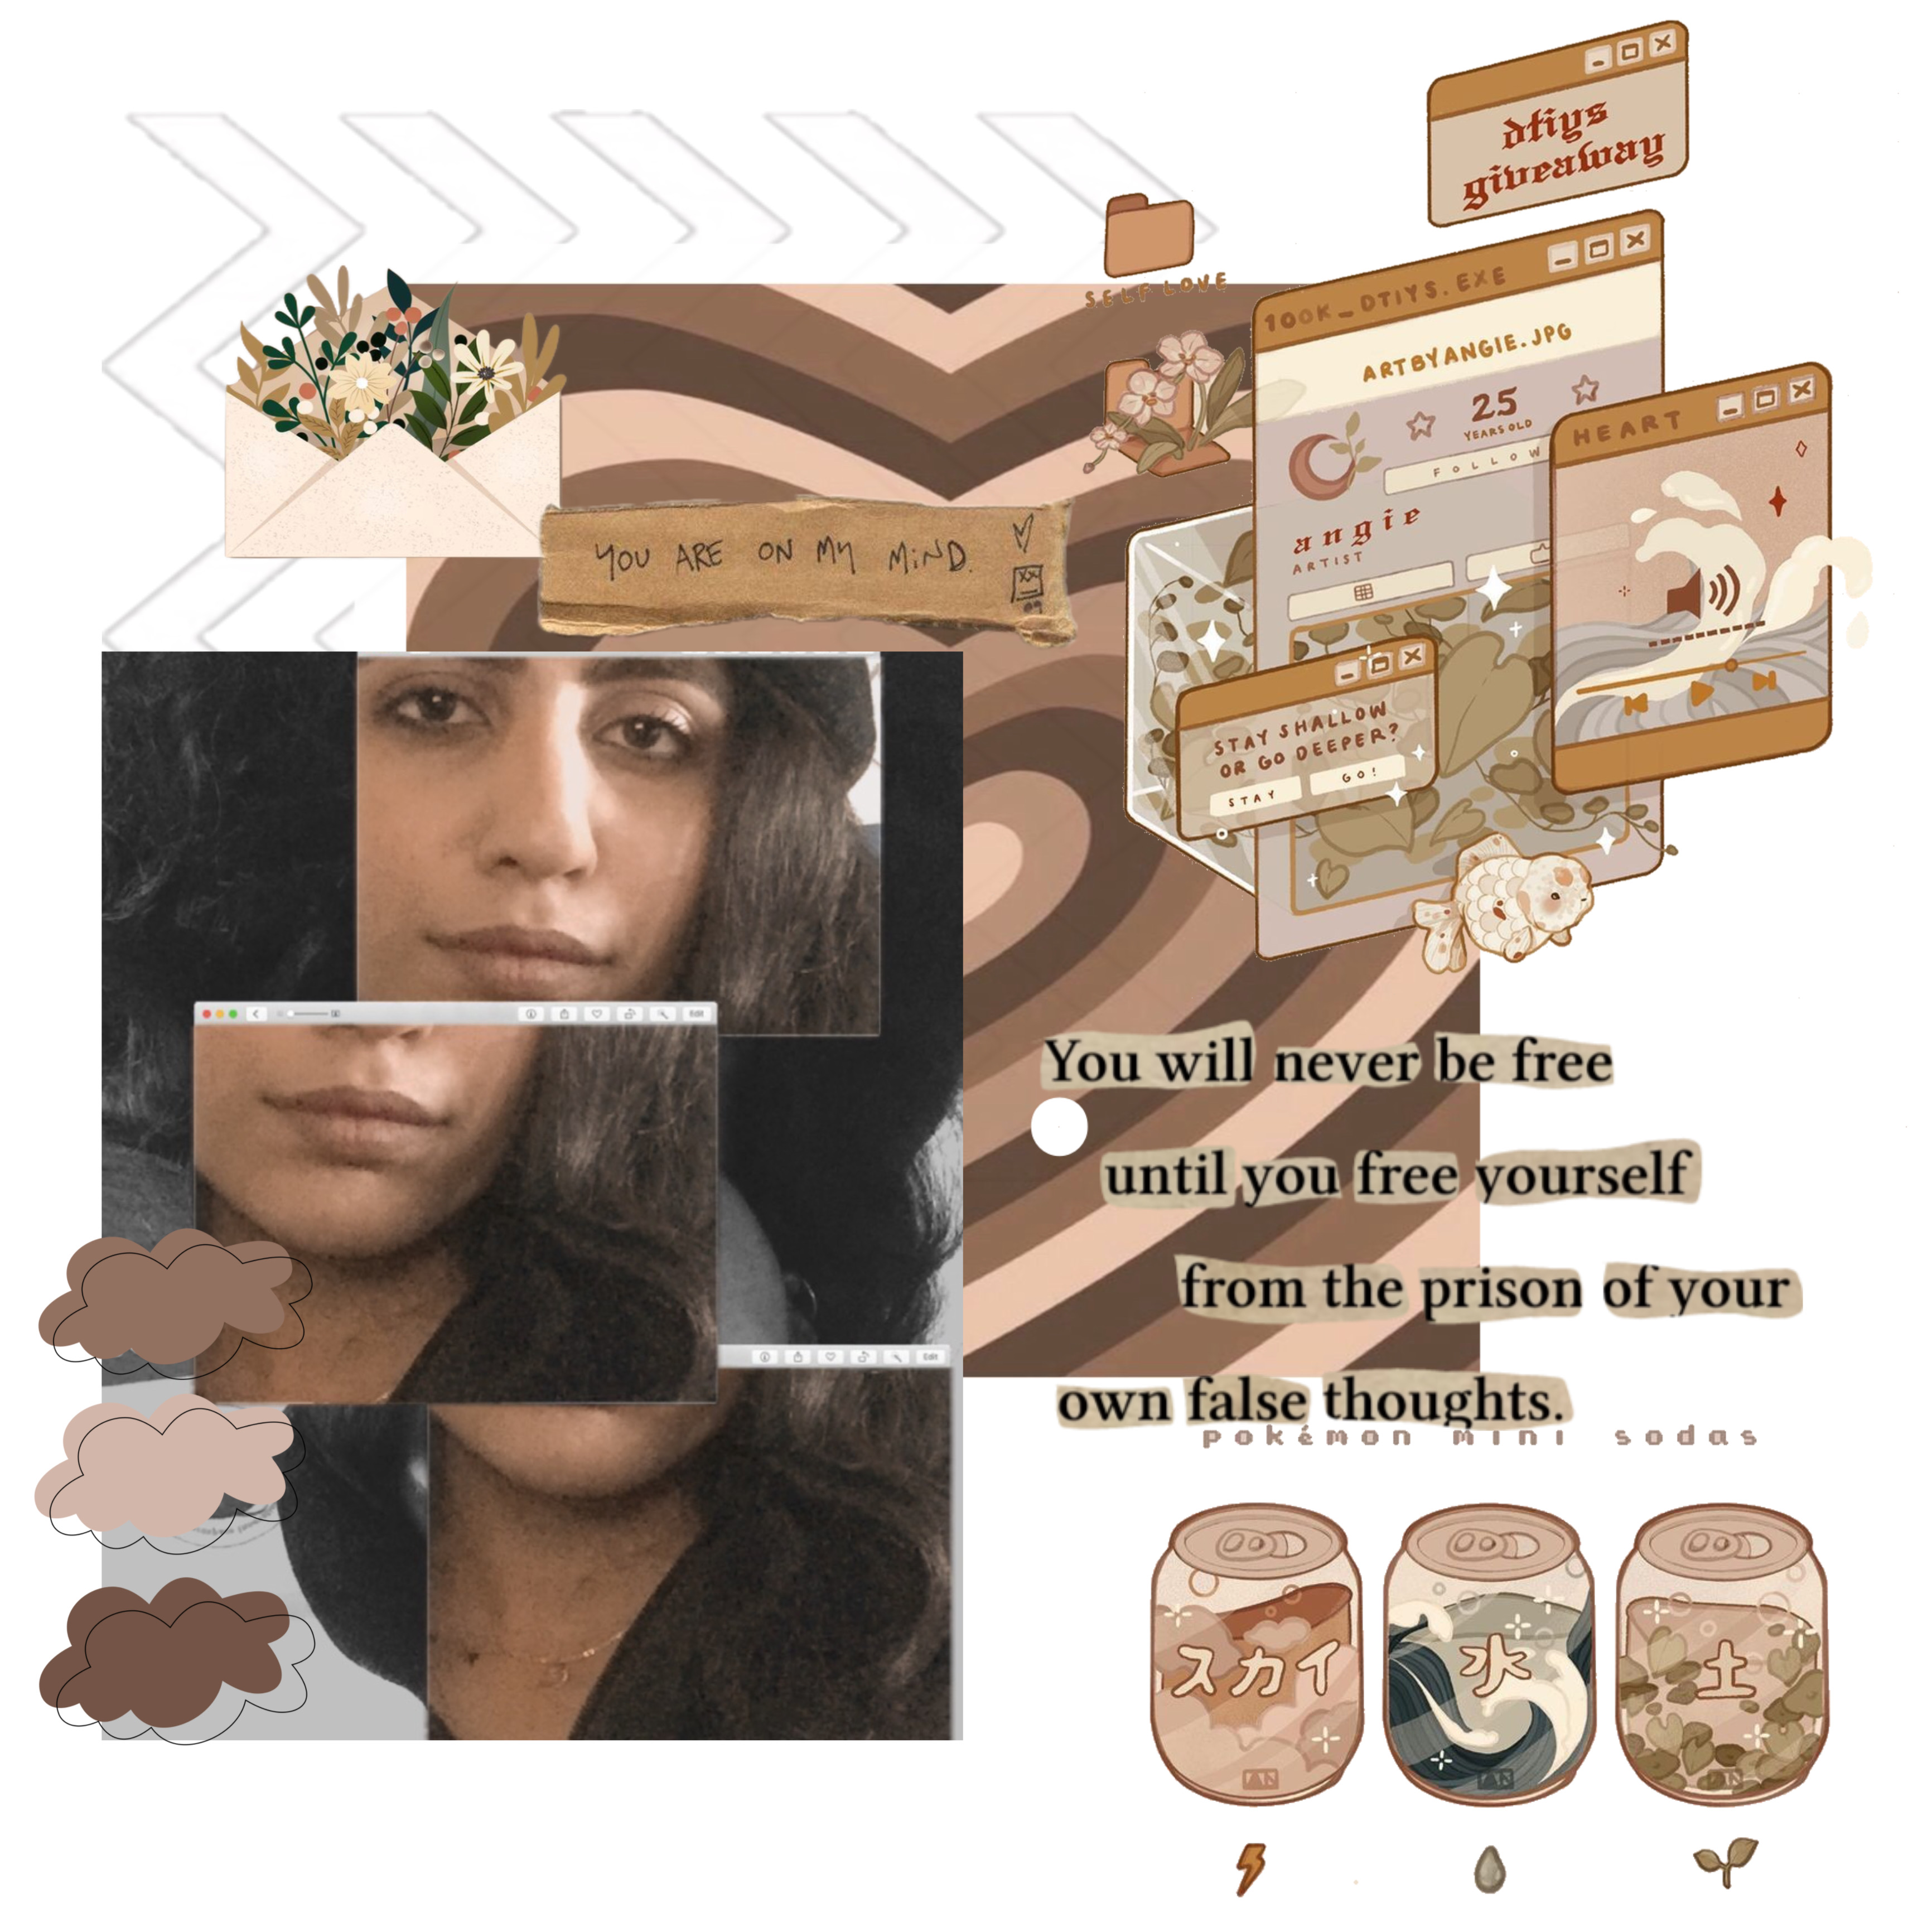 dtiys
giveaway
SELF LOVE
100K_DTIYS.EXE
ARTBYANGIE.JPG
25
YEARS OLD
FOLLOW
angie
ARTIST
HEART
YOU ARE ON MY MIND.
STAY SHALLOW
OR GO DEEPER?
STAY
GO!
Edit
You will never be free
until you free yourself
from the prison of your
Edit
own false thoughts.
pokémon mini sodas
スカイ
水
土